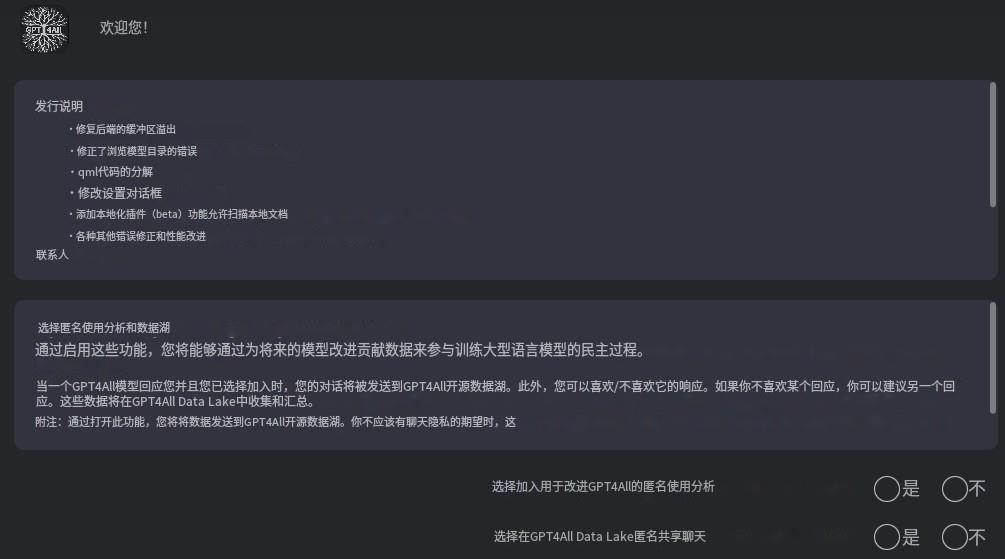 GPT4All
欢迎您！
发行说明
·修复后端的缓冲区溢出
·修正了浏览模型目录的错误
·qml代码的分解
·修改设置对话框
·添加本地化插件（beta）功能允许扫描本地文档
·各种其他错误修正和性能改进
联系人
选择匿名使用分析和数据湖
通过启用这些功能，您将能够通过为将来的模型改进贡献数据来参与训练大型语言模型的民主过程。
当一个GPT4All模型回应您并且您已选择加入时，您的对话将被发送到GPT4All开源数据湖。此外，您可以喜欢/不喜欢它的响应。如果你不喜欢某个回应，你可以建议另一个回
应。这些数据将在GPT4All Data Lake中收集和汇总。
附注：通过打开此功能，您将将数据发送到GPT4All开源数据湖。你不应该有聊天隐私的期望时，这
选择加入用于改进GPT4All的匿名使用分析 是 不
选择在GPT4All Data Lake匿名共享聊天 是 不